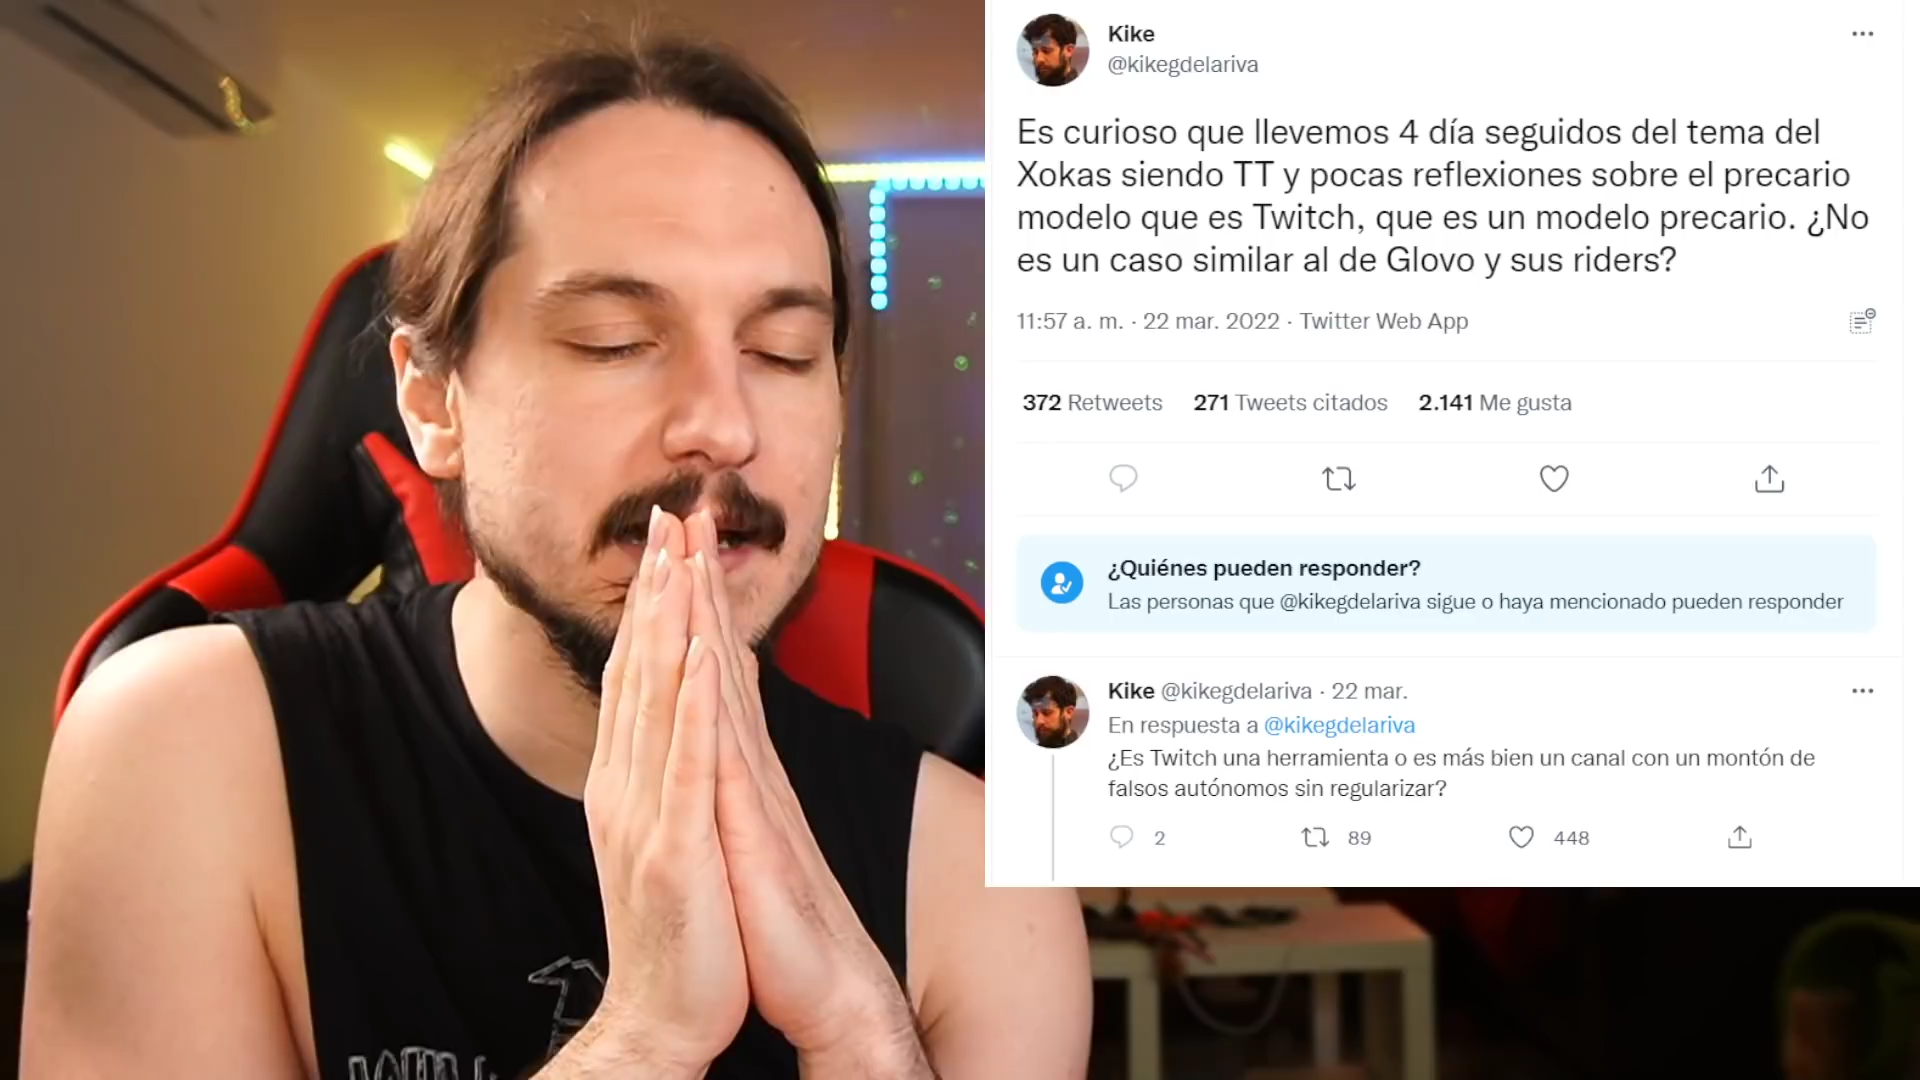 Kike
@kikegdelariva
Es curioso que llevemos 4 día seguidos del tema del
Xokas siendo TT y pocas reflexiones sobre el precario
modelo que es Twitch, que es un modelo precario. ¿No
es un caso similar al de Glovo y sus riders?
11:57 a. m. · 22 mar. 2022 · Twitter Web App
372 Retweets 271 Tweets citados 2.141 Me gusta
¿Quiénes pueden responder?
Las personas que @kikegdelariva sigue o haya mencionado pueden responder
Kike @kikegdelariva · 22 mar.
En respuesta a @kikegdelariva
¿Es Twitch una herramienta o es más bien un canal con un montón de
falsos autónomos sin regularizar?
2 89 448